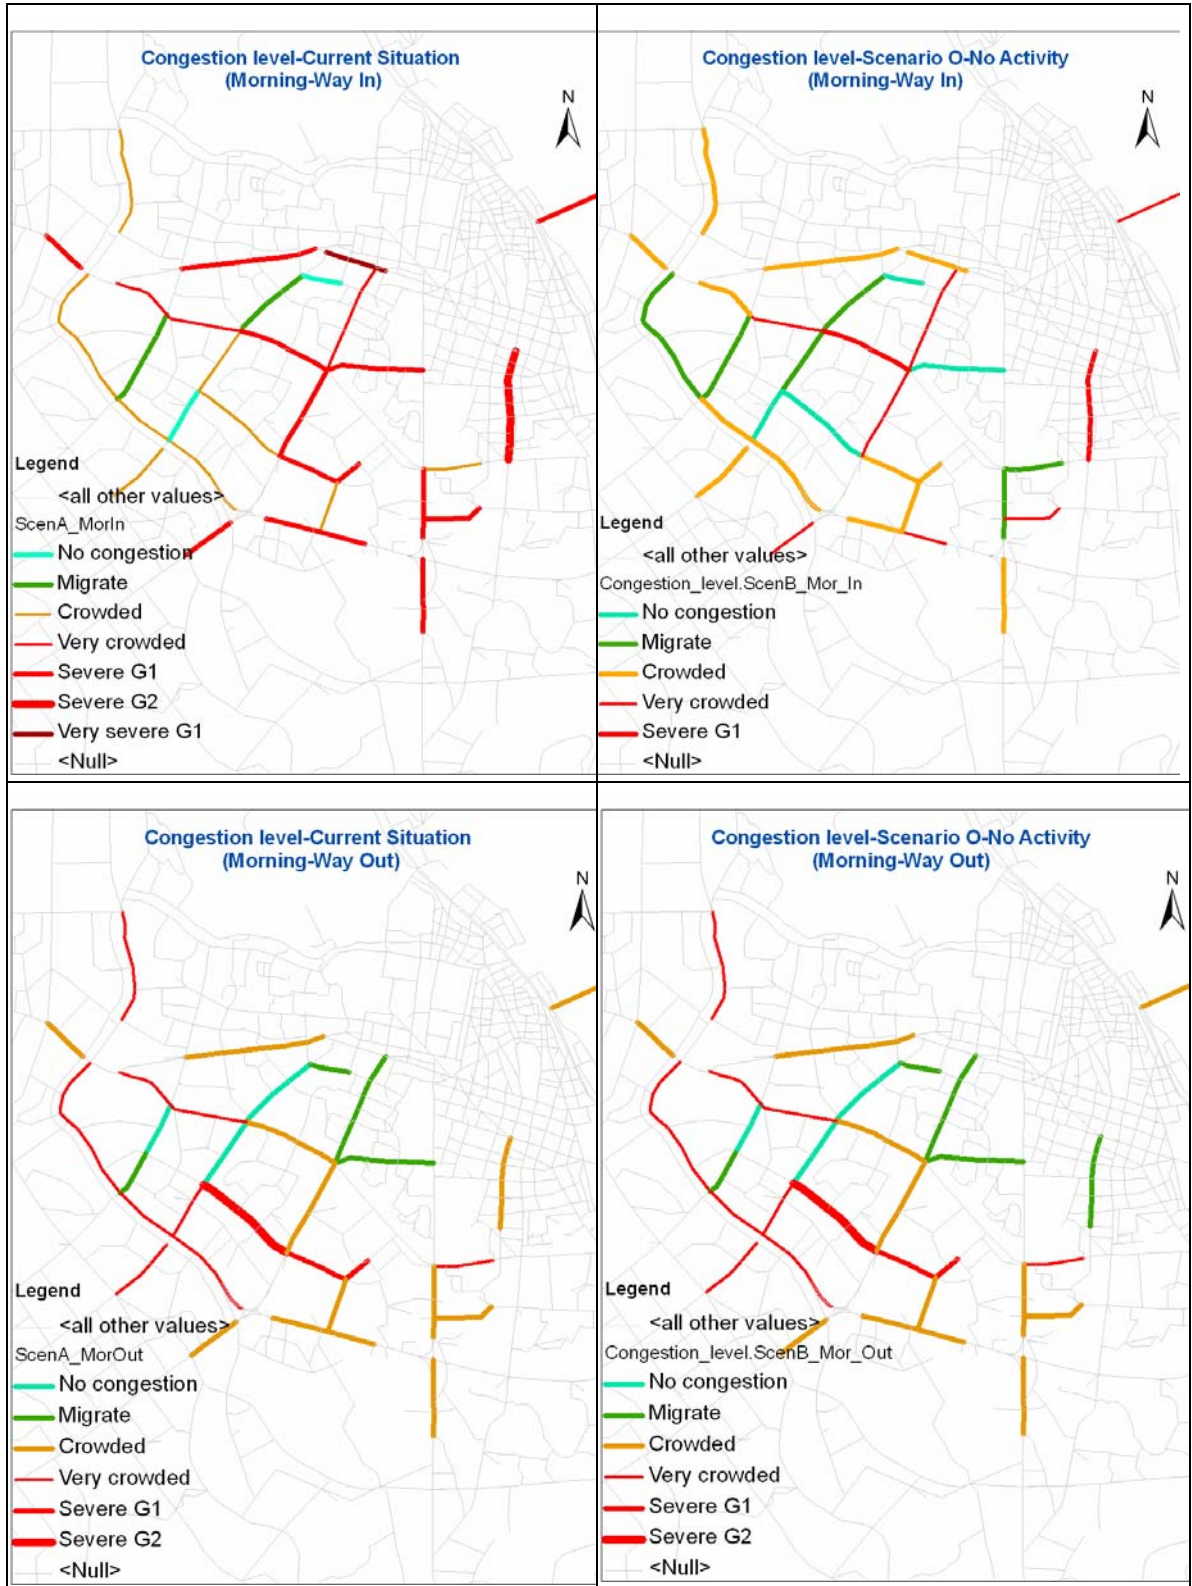 Congestion level-Current Situation
(Morning-Way In)
N
Legend
<all other values>
ScenA_MorIn
No congestion
Migrate
Crowded
Very crowded
Severe G1
Severe G2
Very severe G1
<Null>
Congestion level-Scenario O-No Activity
(Morning-Way In)
N
Legend
<all other values>
Congestion_level.ScenB_Mor_In
No congestion
Migrate
Crowded
Very crowded
Severe G1
<Null>
Congestion level-Current Situation
(Morning-Way Out)
N
Legend
<all other values>
ScenA_MorOut
No congestion
Migrate
Crowded
Very crowded
Severe G1
Severe G2
<Null>
Congestion level-Scenario O-No Activity
(Morning-Way Out)
N
Legend
<all other values>
Congestion_level.ScenB_Mor_Out
No congestion
Migrate
Crowded
Very crowded
Severe G1
Severe G2
<Null>